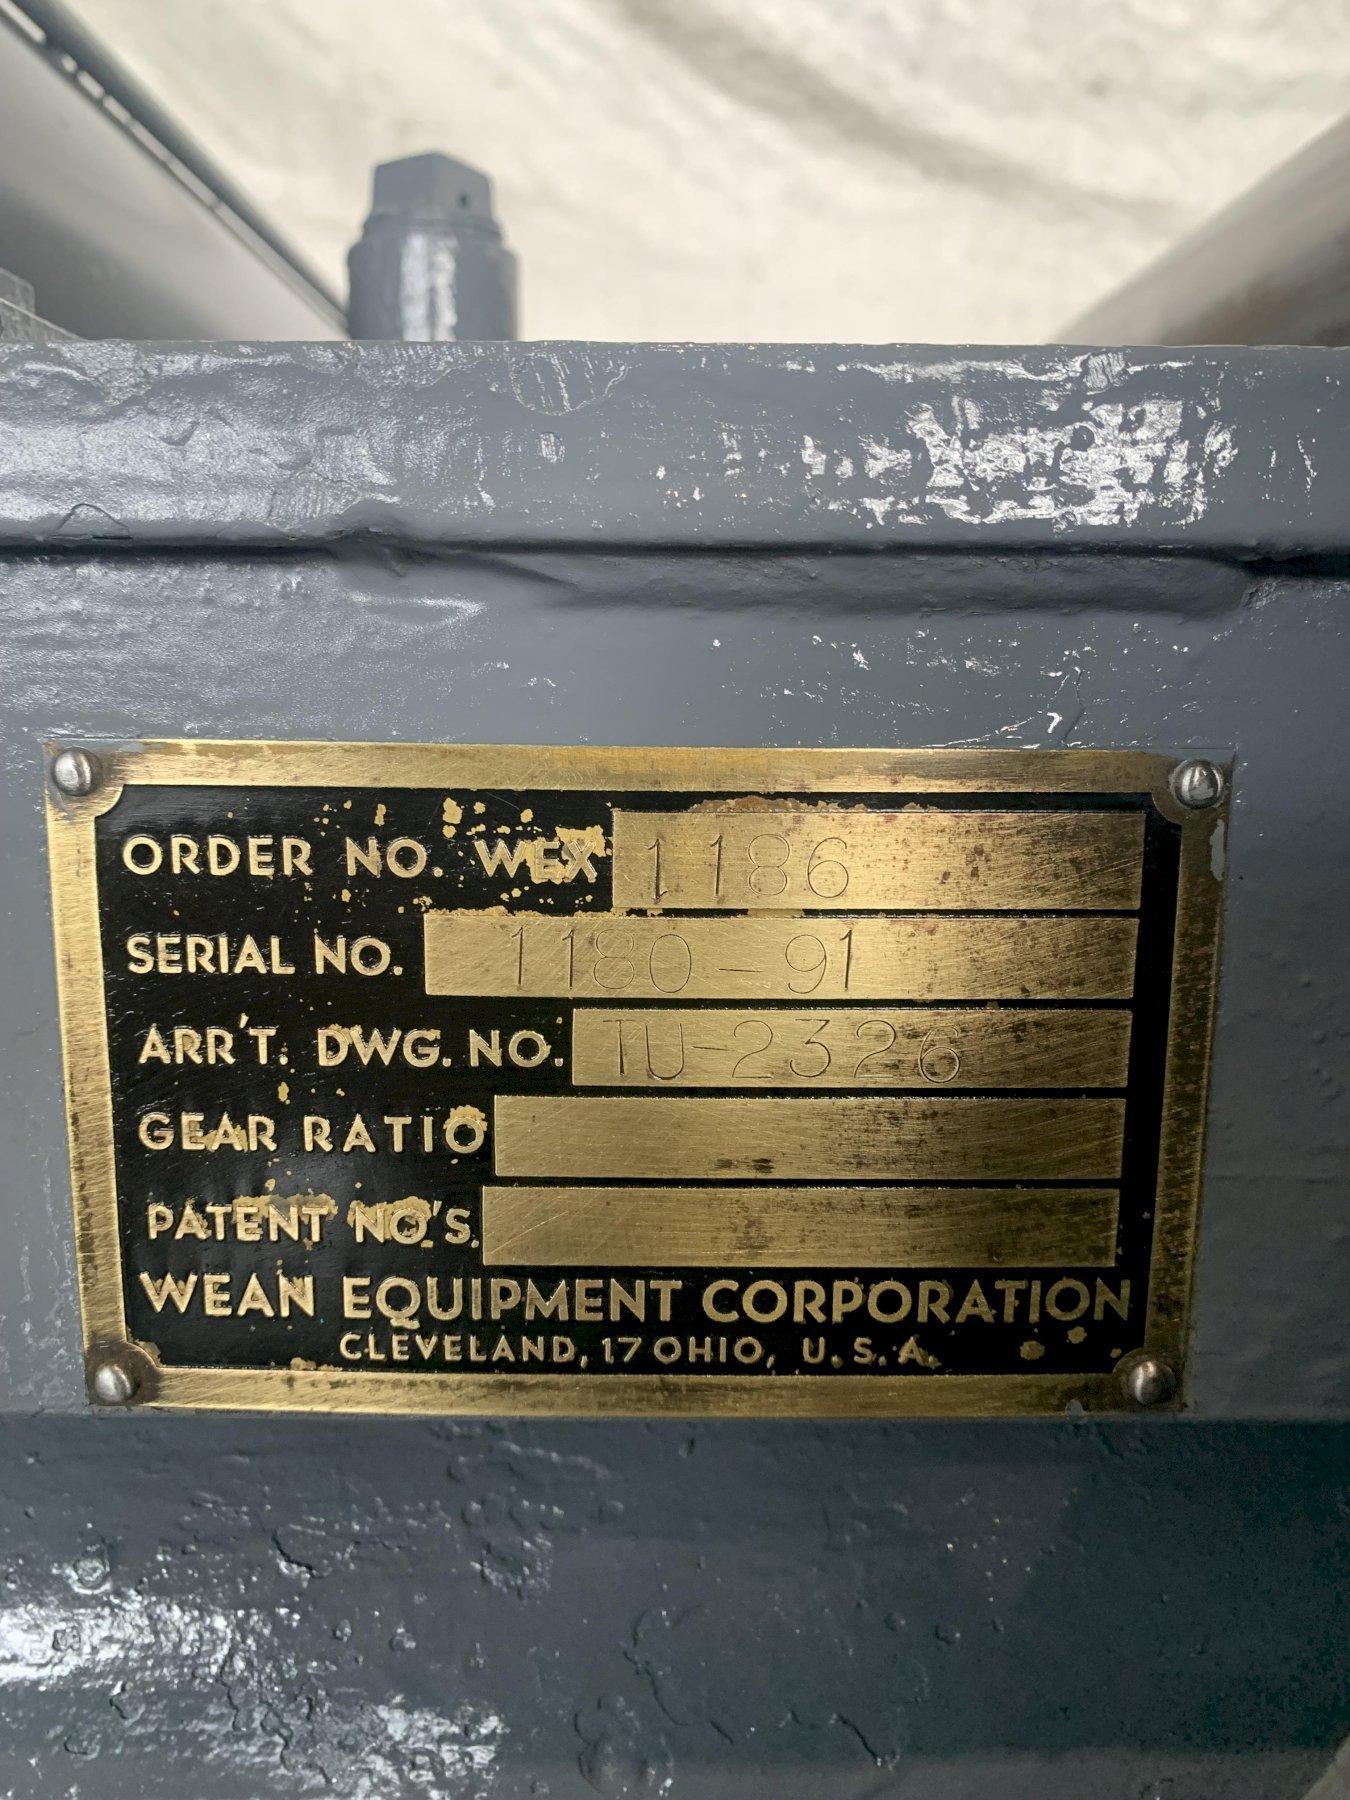 ORDER NO. WEX 1186
SERIAL NO. 1180-91
ARR'T. DWG. NO. TU-2326
GEAR RATIO
PATENT NO'S.
WEAN EQUIPMENT CORPORATION
CLEVELAND, 17 OHIO, U.S.A.